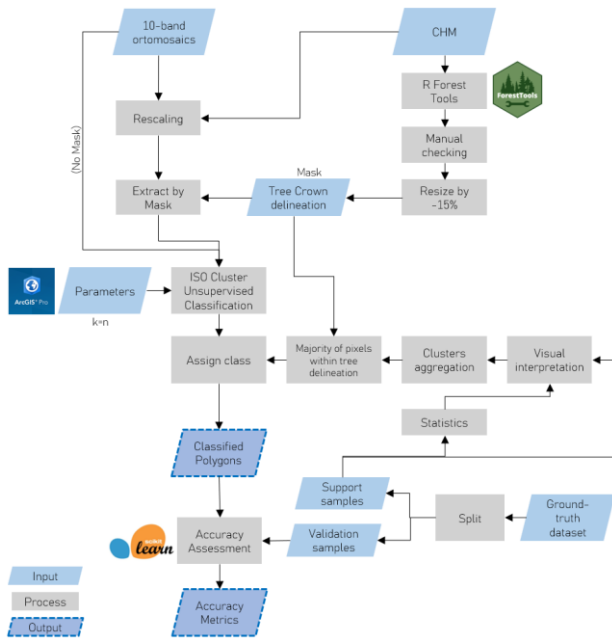 10-band
ortomosaics
CHM
R Forest
Tools
ForestTools
Rescaling
Manual
checking
(No Mask)
Mask
Extract by
Mask
Tree Crown
delineation
Resize by
-15%
ArcGIS Pro
Parameters
k=n
ISO Cluster
Unsupervised
Classification
Assign class
Majority of pixels
within tree
delineation
Clusters
aggregation
Visual
interpretation
Statistics
Classified
Polygons
Support
samples
Split
Ground-
truth
dataset
scikit
learn
Accuracy
Assessment
Validation
samples
Input
Process
Output
Accuracy
Metrics